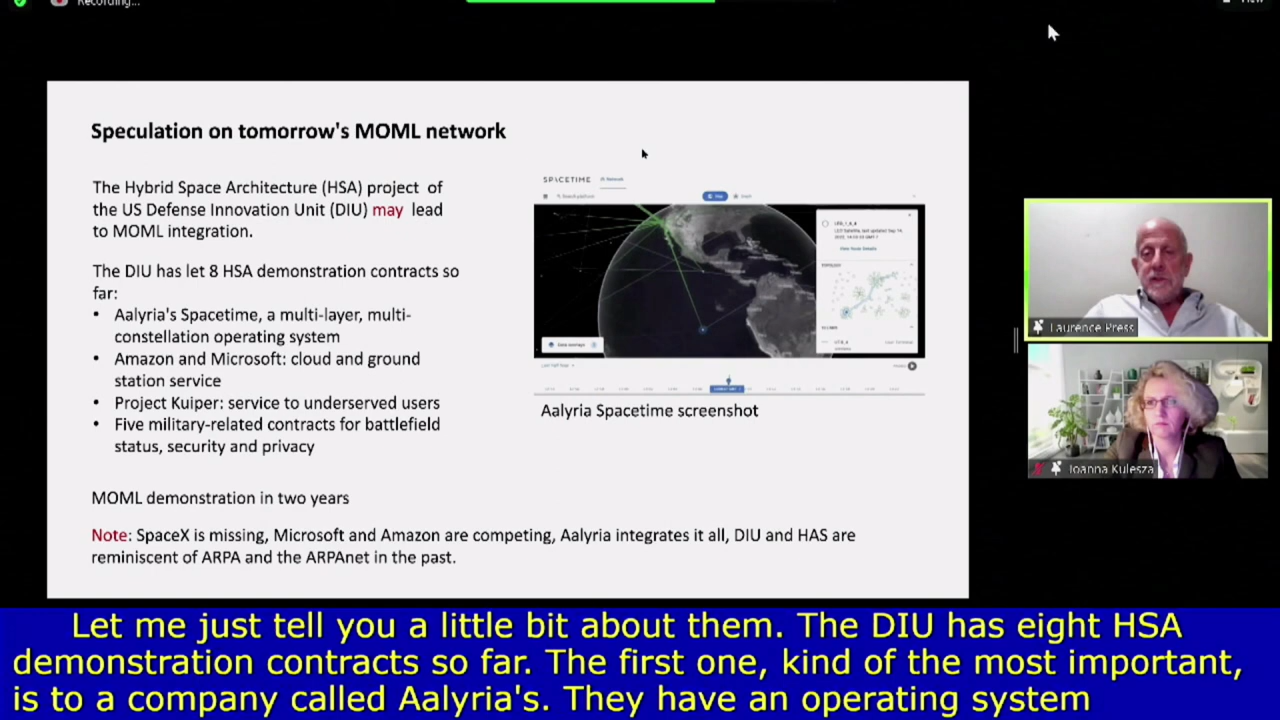 Recording...
View
Speculation on tomorrow's MOML network
The Hybrid Space Architecture (HSA) project of
the US Defense Innovation Unit (DIU) may lead
to MOML integration.
The DIU has let 8 HSA demonstration contracts so
far:
• Aalyria's Spacetime, a multi-layer, multi-
constellation operating system
• Amazon and Microsoft: cloud and ground
station service
• Project Kuiper: service to underserved users
• Five military-related contracts for battlefield
status, security and privacy
MOML demonstration in two years
Note: SpaceX is missing, Microsoft and Amazon are competing, Aalyria integrates it all, DIU and HAS are
reminiscent of ARPA and the ARPAnet in the past.
SPACETIME Network
Aalyria Spacetime screenshot
Laurence Press
Joanna Kulesza
Let me just tell you a little bit about them. The DIU has eight HSA
demonstration contracts so far. The first one, kind of the most important,
is to a company called Aalyria's. They have an operating system